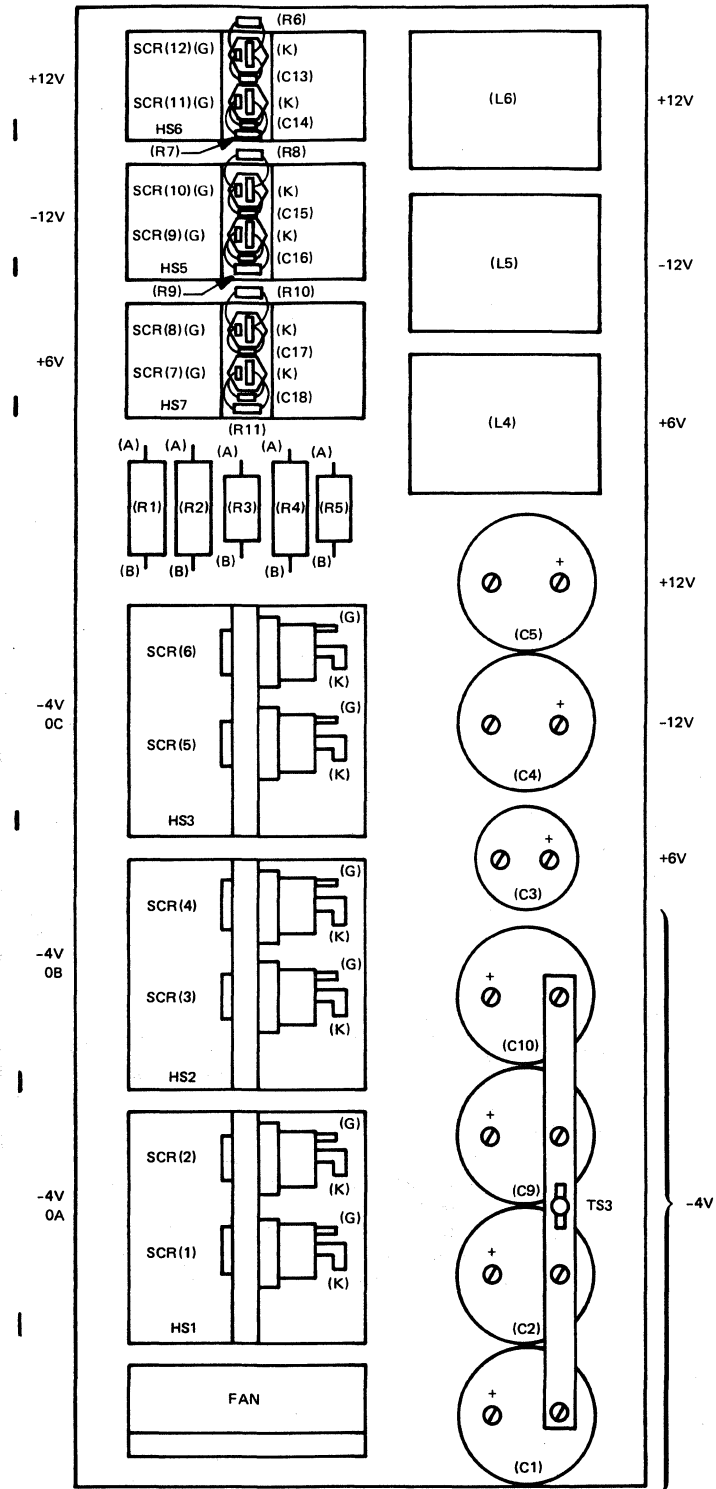 (R6)
SCR(12)(G)
(K)
+12V
(C13)
(L6)
+12V
SCR(11)(G)
(K)
(C14)
HS6
(R7)
(R8)
SCR(10)(G)
(K)
-12V
(C15)
SCR(9)(G)
(K)
(L5)
-12V
(C16)
HS5
(R9)
(R10)
SCR(8)(G)
(K)
(C17)
+6V
SCR(7)(G)
(K)
(C18)
HS7
(L4)
+6V
(R11)
(A)
(A)
(A)
(A)
(A)
(R1)
(R2)
(R3)
(R4)
(R5)
(B)
(B)
(B)
(B)
(B)
+
+12V
(C5)
(G)
SCR(6)
(K)
-4V
0C
(G)
SCR(5)
(K)
HS3
+
-12V
(C4)
+
+6V
(C3)
(G)
SCR(4)
(K)
-4V
0B
(G)
SCR(3)
(K)
HS2
+
(C10)
+
(C9)
TS3
-4V
(G)
SCR(2)
(K)
-4V
0A
(G)
SCR(1)
(K)
HS1
+
(C2)
FAN
+
(C1)